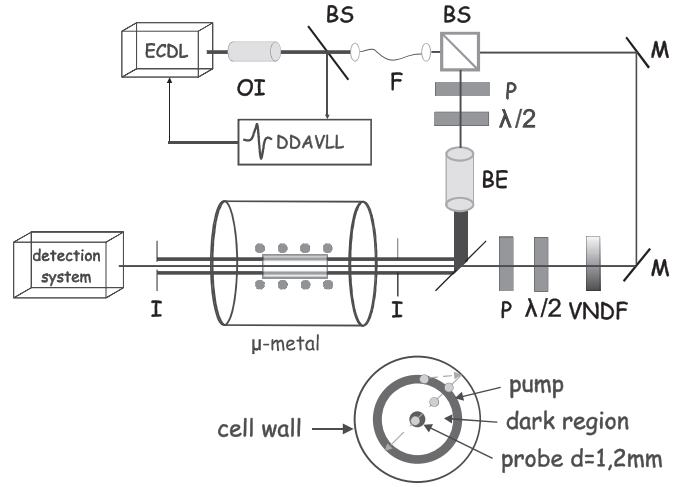 BS
BS
ECDL
M
OI
F
P
λ/2
DDAVLL
BE
detection
system
M
I
I
P λ/2 VNDF
μ-metal
pump
cell wall
dark region
probe d=1,2mm